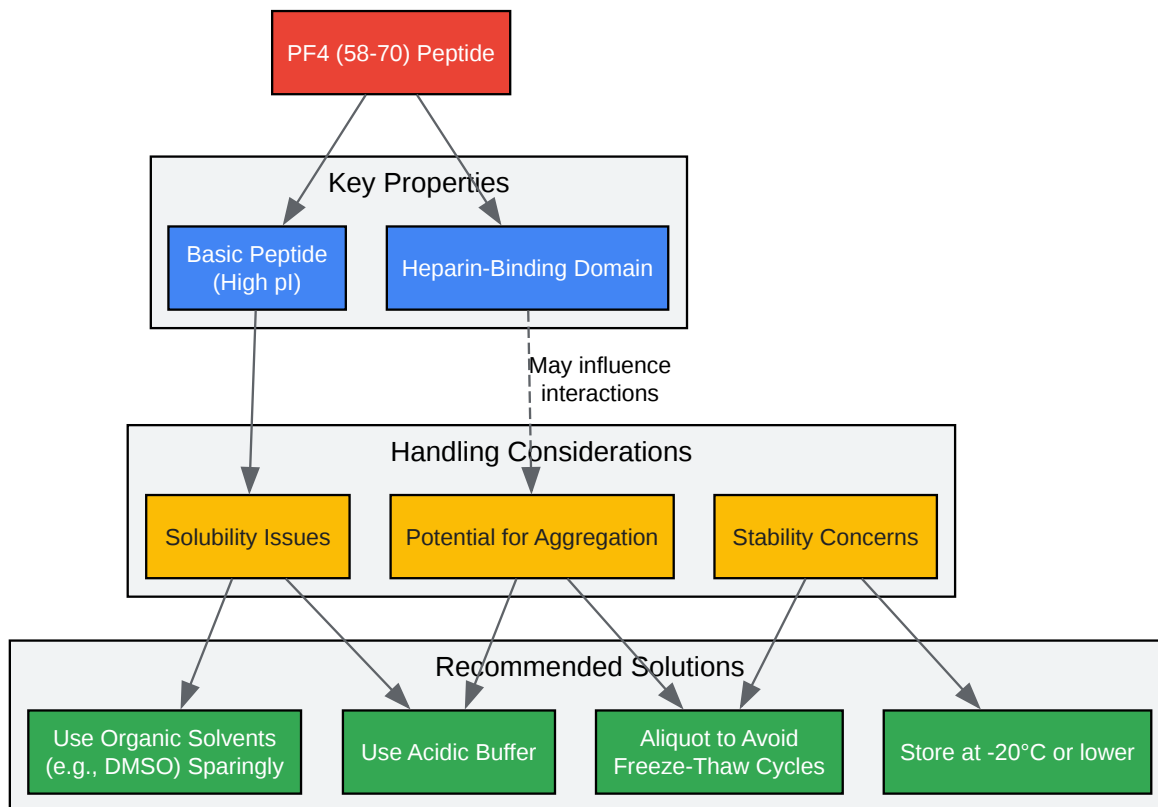 PF4 (58-70) Peptide
Key Properties
Basic Peptide
(High pI)
Heparin-Binding Domain
May influence
interactions
Handling Considerations
Solubility Issues
Potential for Aggregation
Stability Concerns
Recommended Solutions
Use Organic Solvents
(e.g., DMSO) Sparingly
Use Acidic Buffer
Aliquot to Avoid
Freeze-Thaw Cycles
Store at -20°C or lower